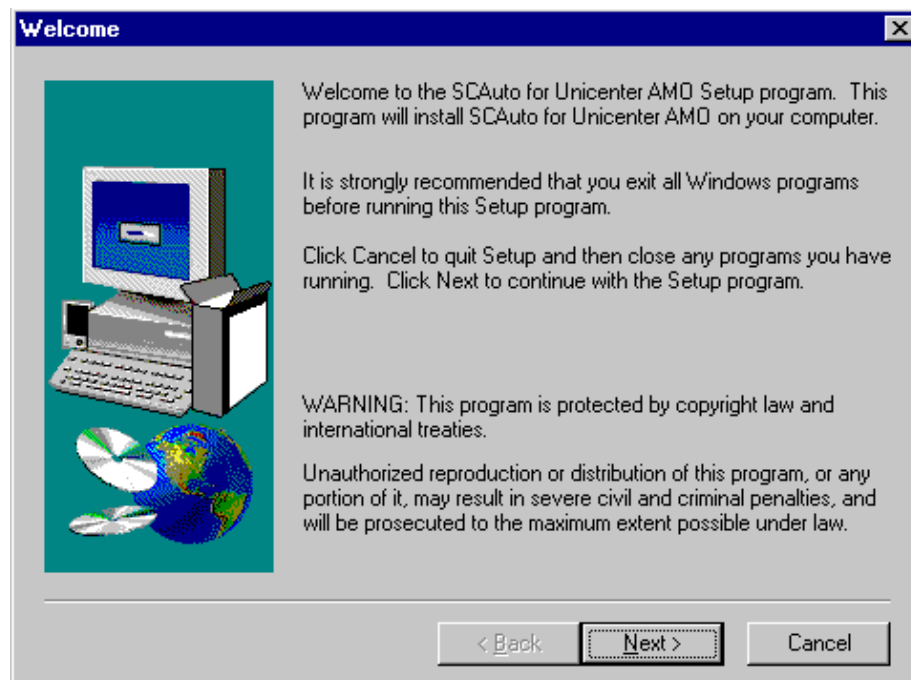 Welcome
Welcome to the SCAuto for Unicenter AMO Setup program.  This
program will install SCAuto for Unicenter AMO on your computer.
It is strongly recommended that you exit all Windows programs
before running this Setup program.
Click Cancel to quit Setup and then close any programs you have
running.  Click Next to continue with the Setup program.
WARNING: This program is protected by copyright law and
international treaties.
Unauthorized reproduction or distribution of this program, or any
portion of it, may result in severe civil and criminal penalties, and
will be prosecuted to the maximum extent possible under law.
< Back
Next >
Cancel